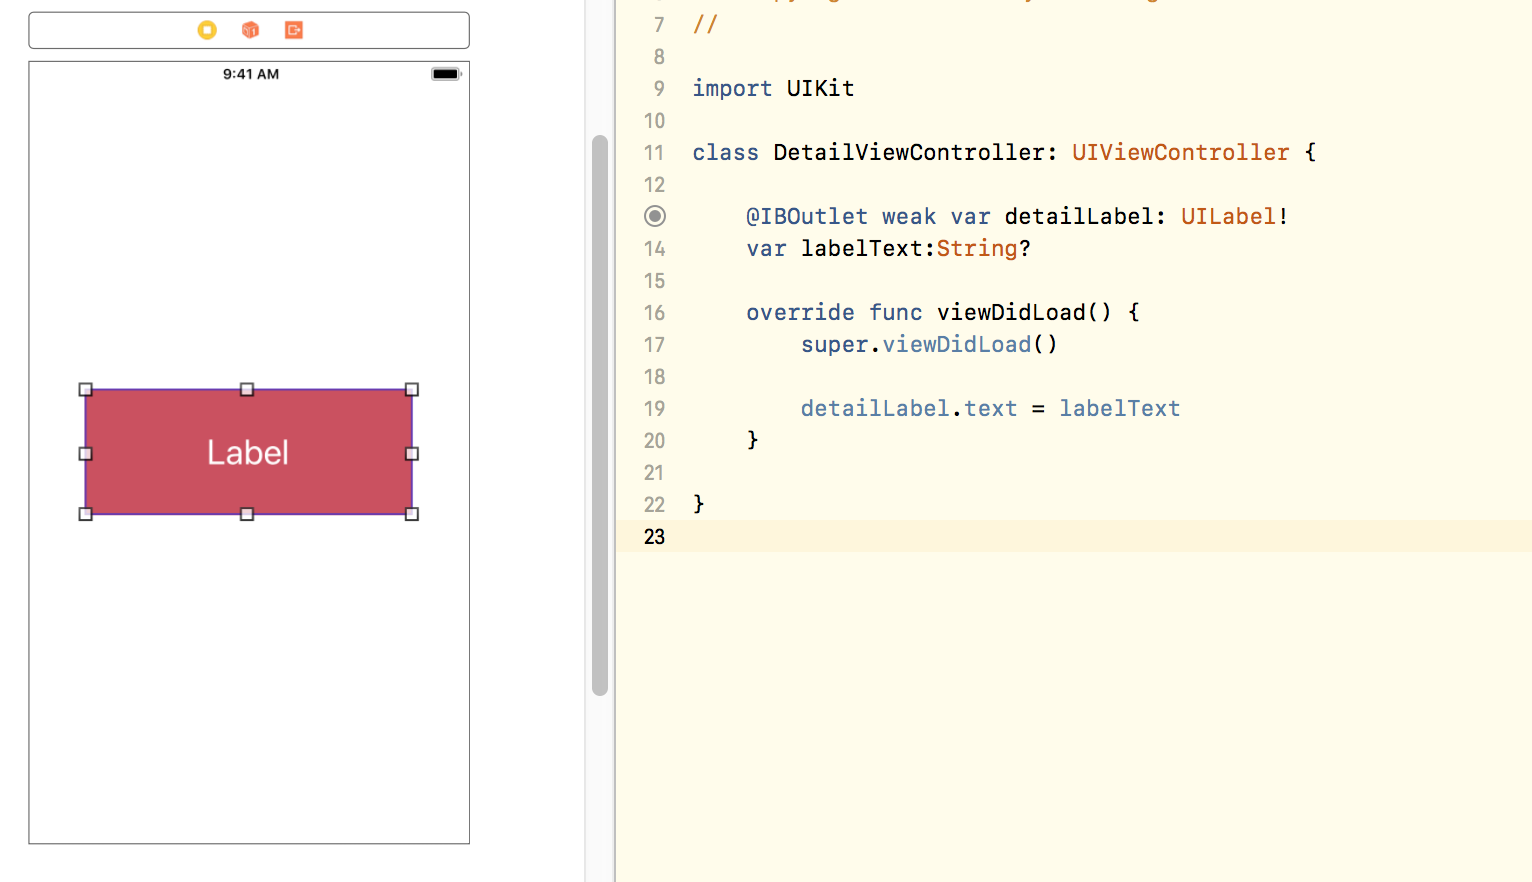 9:41 AM
Label
7 //
8
9 import UIKit
10
11 class DetailViewController: UIViewController {
12
@IBOutlet weak var detailLabel: UILabel!
14 var labelText:String?
15
16 override func viewDidLoad() {
17 super.viewDidLoad()
18
19 detailLabel.text = labelText
20 }
21
22 }
23